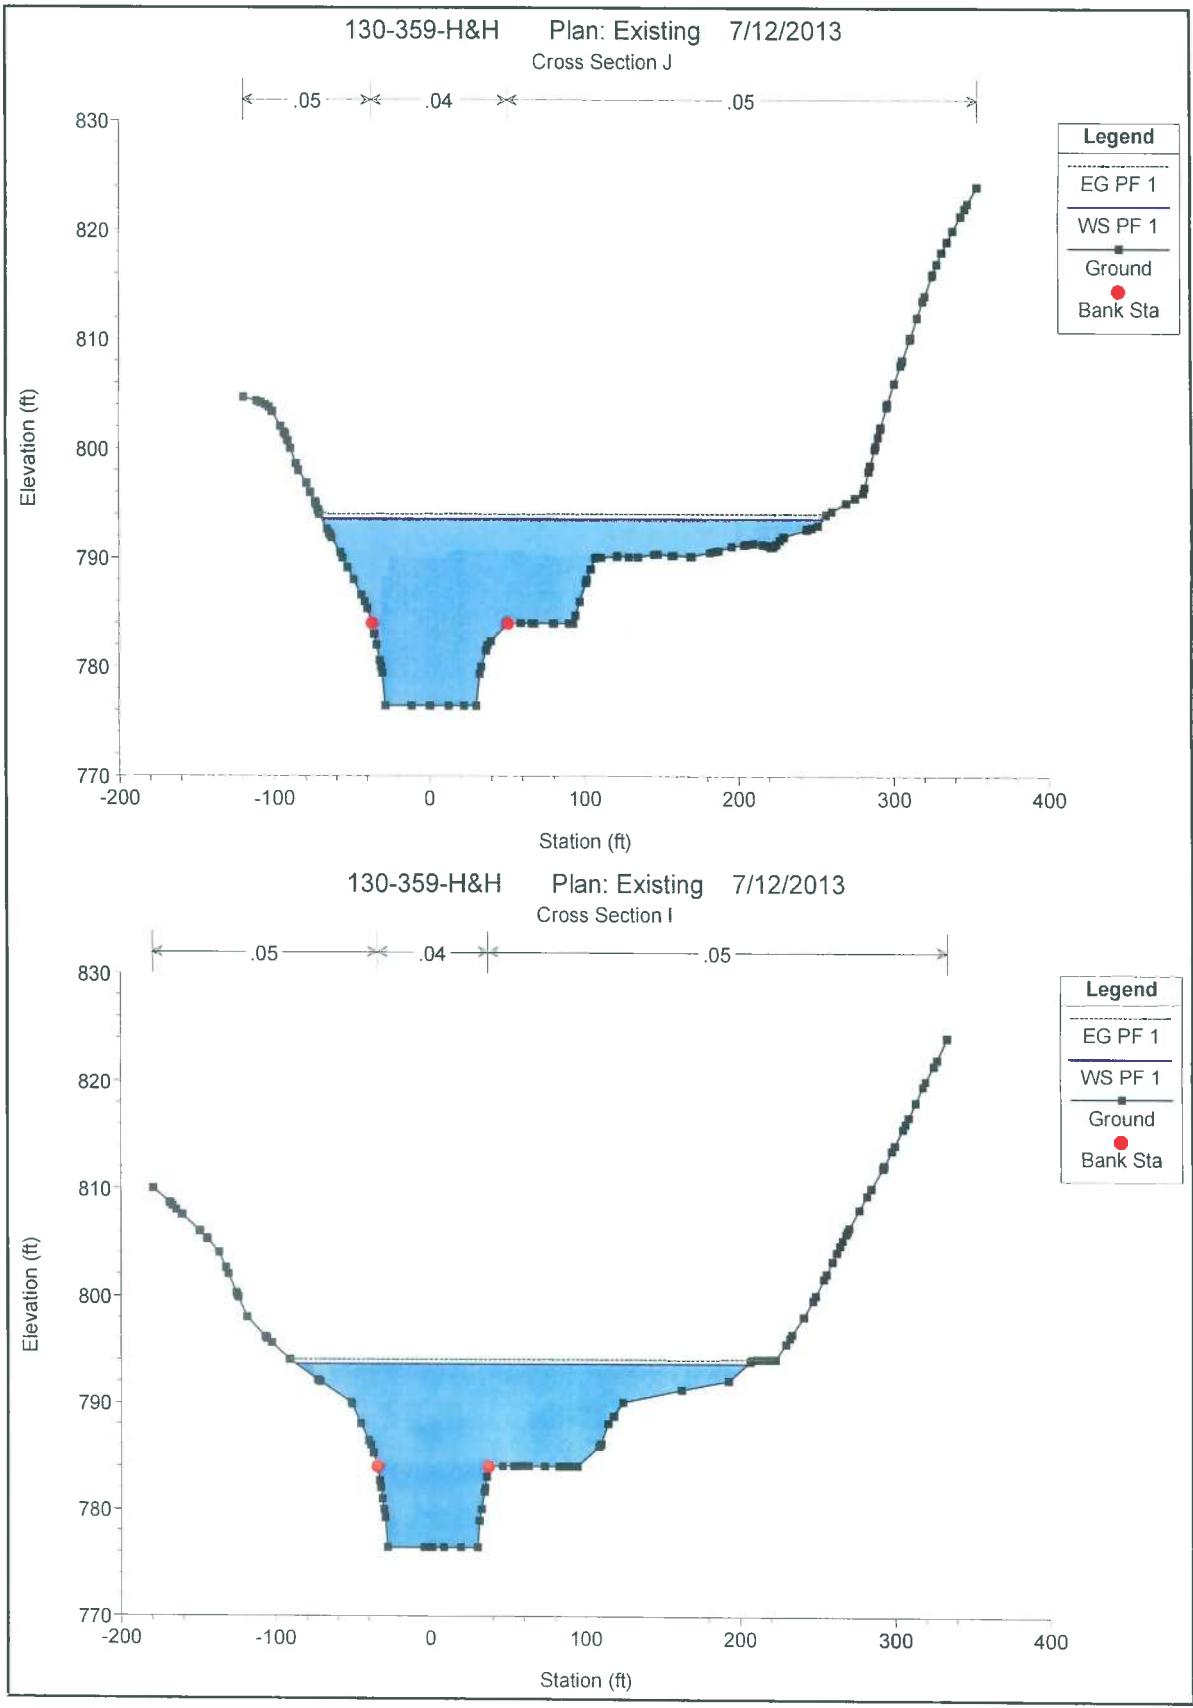 130-359-H&H Plan: Existing 7/12/2013
Cross Section J
.05 .04 .05
Legend
EG PF 1
WS PF 1
Ground
Bank Sta
830
820
810
800
790
780
770
Elevation (ft)
-200 -100 0 100 200 300 400
Station (ft)
130-359-H&H Plan: Existing 7/12/2013
Cross Section I
.05 .04 .05
Legend
EG PF 1
WS PF 1
Ground
Bank Sta
830
820
810
800
790
780
770
Elevation (ft)
-200 -100 0 100 200 300 400
Station (ft)